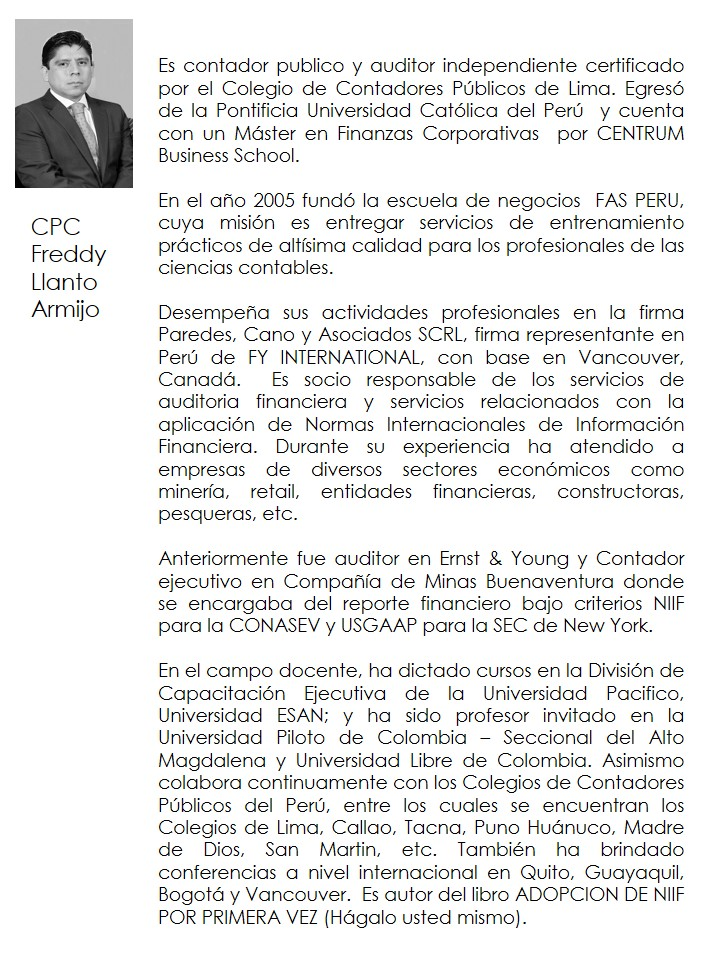 CPC
Freddy
Llanto
Armijo
Es contador publico y auditor independiente certificado
por el Colegio de Contadores Públicos de Lima. Egresó
de la Pontificia Universidad Católica del Perú y cuenta
con un Máster en Finanzas Corporativas por CENTRUM
Business School.
En el año 2005 fundó la escuela de negocios FAS PERU,
cuya misión es entregar servicios de entrenamiento
prácticos de altísima calidad para los profesionales de las
ciencias contables.
Desempeña sus actividades profesionales en la firma
Paredes, Cano y Asociados SCRL, firma representante en
Perú de FY INTERNATIONAL, con base en Vancouver,
Canadá. Es socio responsable de los servicios de
auditoria financiera y servicios relacionados con la
aplicación de Normas Internacionales de Información
Financiera. Durante su experiencia ha atendido a
empresas de diversos sectores económicos como
minería, retail, entidades financieras, constructoras,
pesqueras, etc.
Anteriormente fue auditor en Ernst & Young y Contador
ejecutivo en Compañía de Minas Buenaventura donde
se encargaba del reporte financiero bajo criterios NIIF
para la CONASEV y USGAAP para la SEC de New York.
En el campo docente, ha dictado cursos en la División de
Capacitación Ejecutiva de la Universidad Pacifico,
Universidad ESAN; y ha sido profesor invitado en la
Universidad Piloto de Colombia – Seccional del Alto
Magdalena y Universidad Libre de Colombia. Asimismo
colabora continuamente con los Colegios de Contadores
Públicos del Perú, entre los cuales se encuentran los
Colegios de Lima, Callao, Tacna, Puno Huánuco, Madre
de Dios, San Martin, etc. También ha brindado
conferencias a nivel internacional en Quito, Guayaquil,
Bogotá y Vancouver. Es autor del libro ADOPCION DE NIIF
POR PRIMERA VEZ (Hágalo usted mismo).